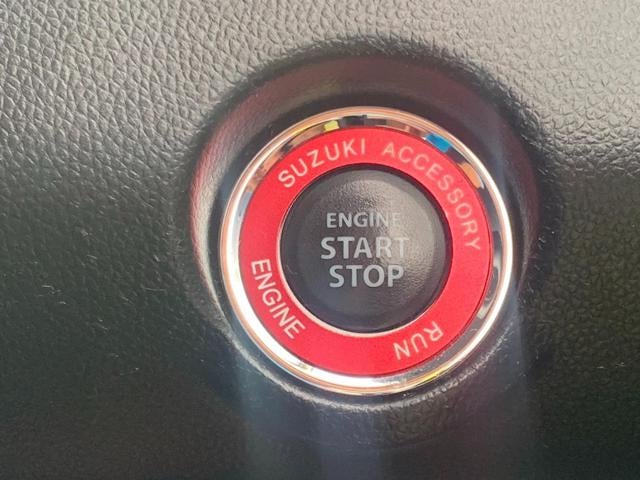 SUZUKI ACCESSORY
ENGINE
START
STOP
ENGINE RUN